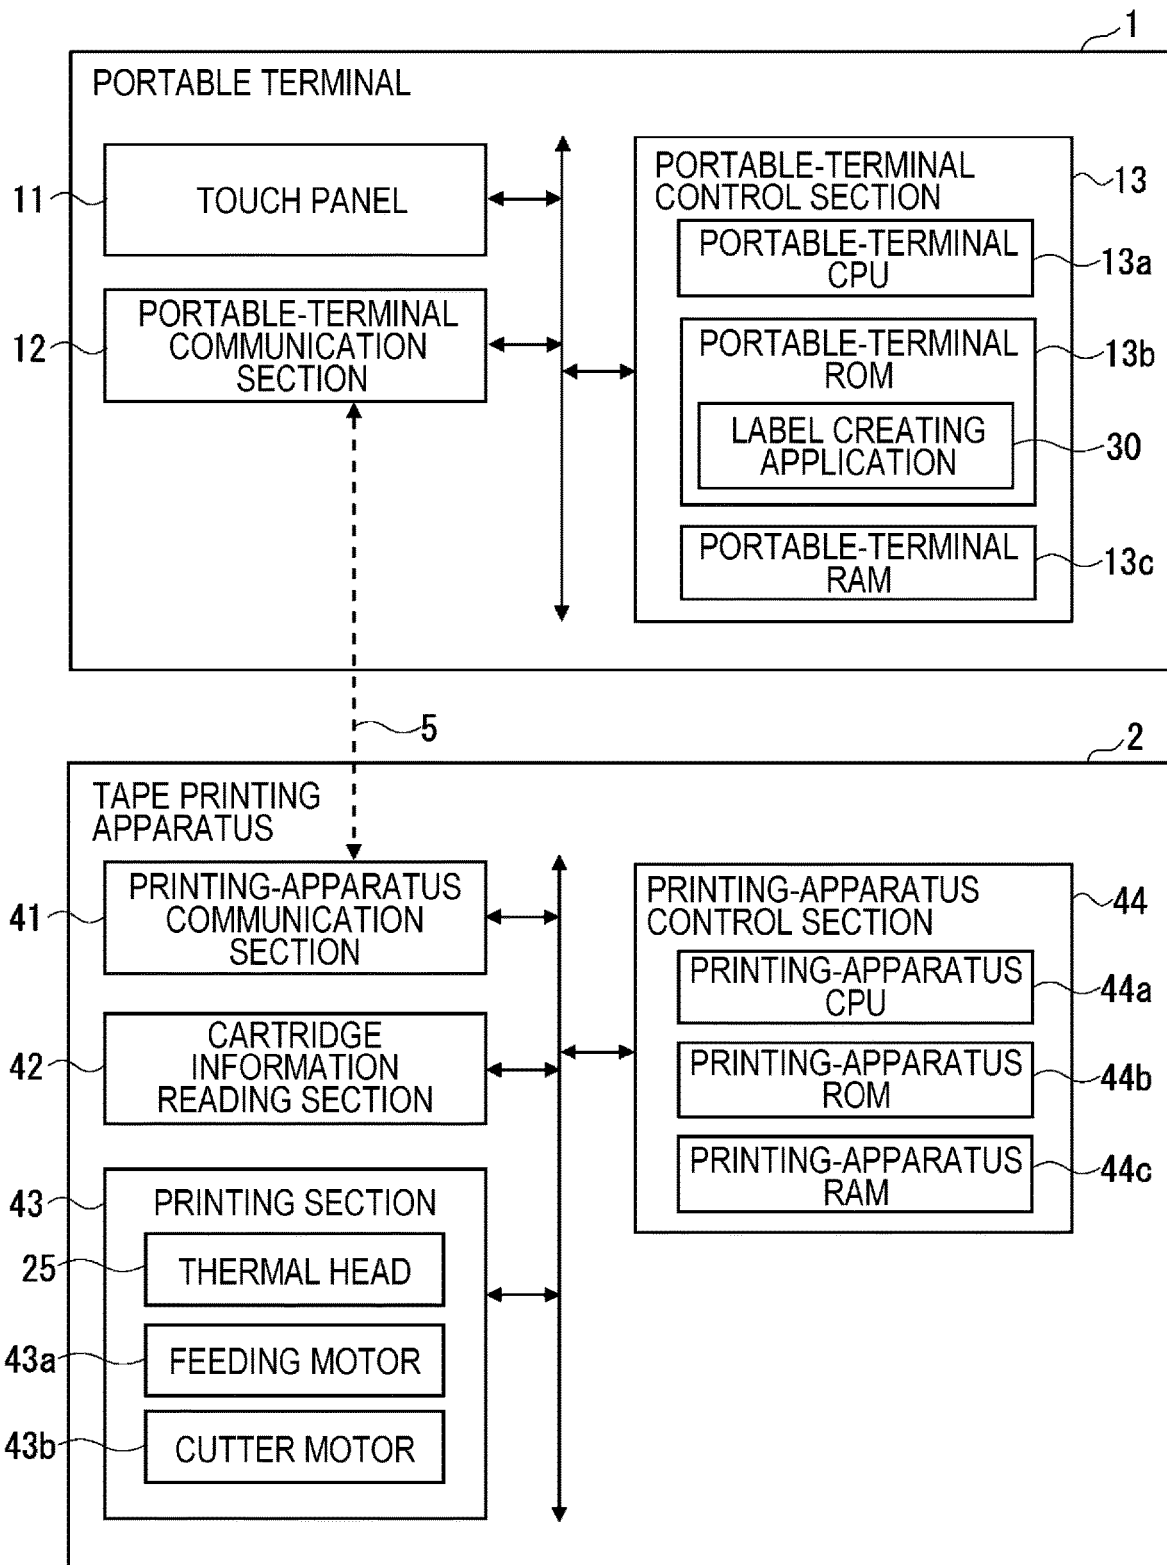 1
PORTABLE TERMINAL
11
TOUCH PANEL
12
PORTABLE-TERMINAL
COMMUNICATION
SECTION
PORTABLE-TERMINAL
CONTROL SECTION
13
PORTABLE-TERMINAL
CPU
13a
PORTABLE-TERMINAL
ROM
13b
LABEL CREATING
APPLICATION
30
PORTABLE-TERMINAL
RAM
13c
5
2
TAPE PRINTING
APPARATUS
41
PRINTING-APPARATUS
COMMUNICATION
SECTION
42
CARTRIDGE
INFORMATION
READING SECTION
43
PRINTING SECTION
25
THERMAL HEAD
43a
FEEDING MOTOR
43b
CUTTER MOTOR
PRINTING-APPARATUS
CONTROL SECTION
44
PRINTING-APPARATUS
CPU
44a
PRINTING-APPARATUS
ROM
44b
PRINTING-APPARATUS
RAM
44c